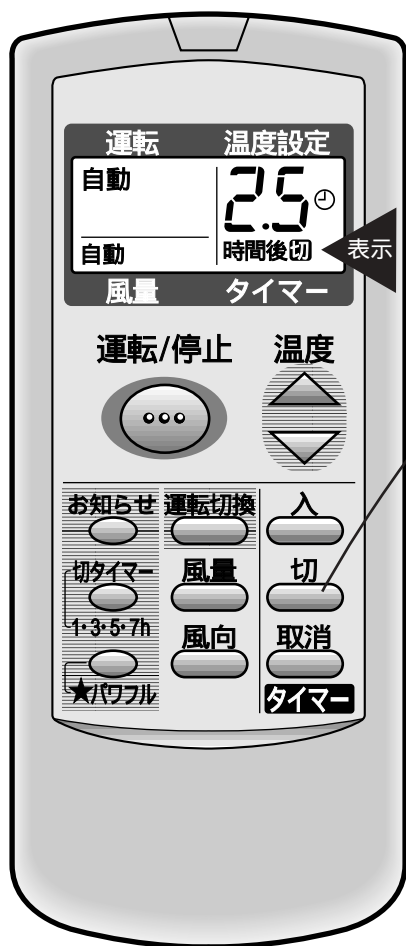 運転 温度設定
自動 2.5
自動 時間後切 表示
風量 タイマー
運転/停止 温度
お知らせ 運転切換 入
切タイマー 風量 切
1・3・5・7h 風向 取消
★パワフル タイマー